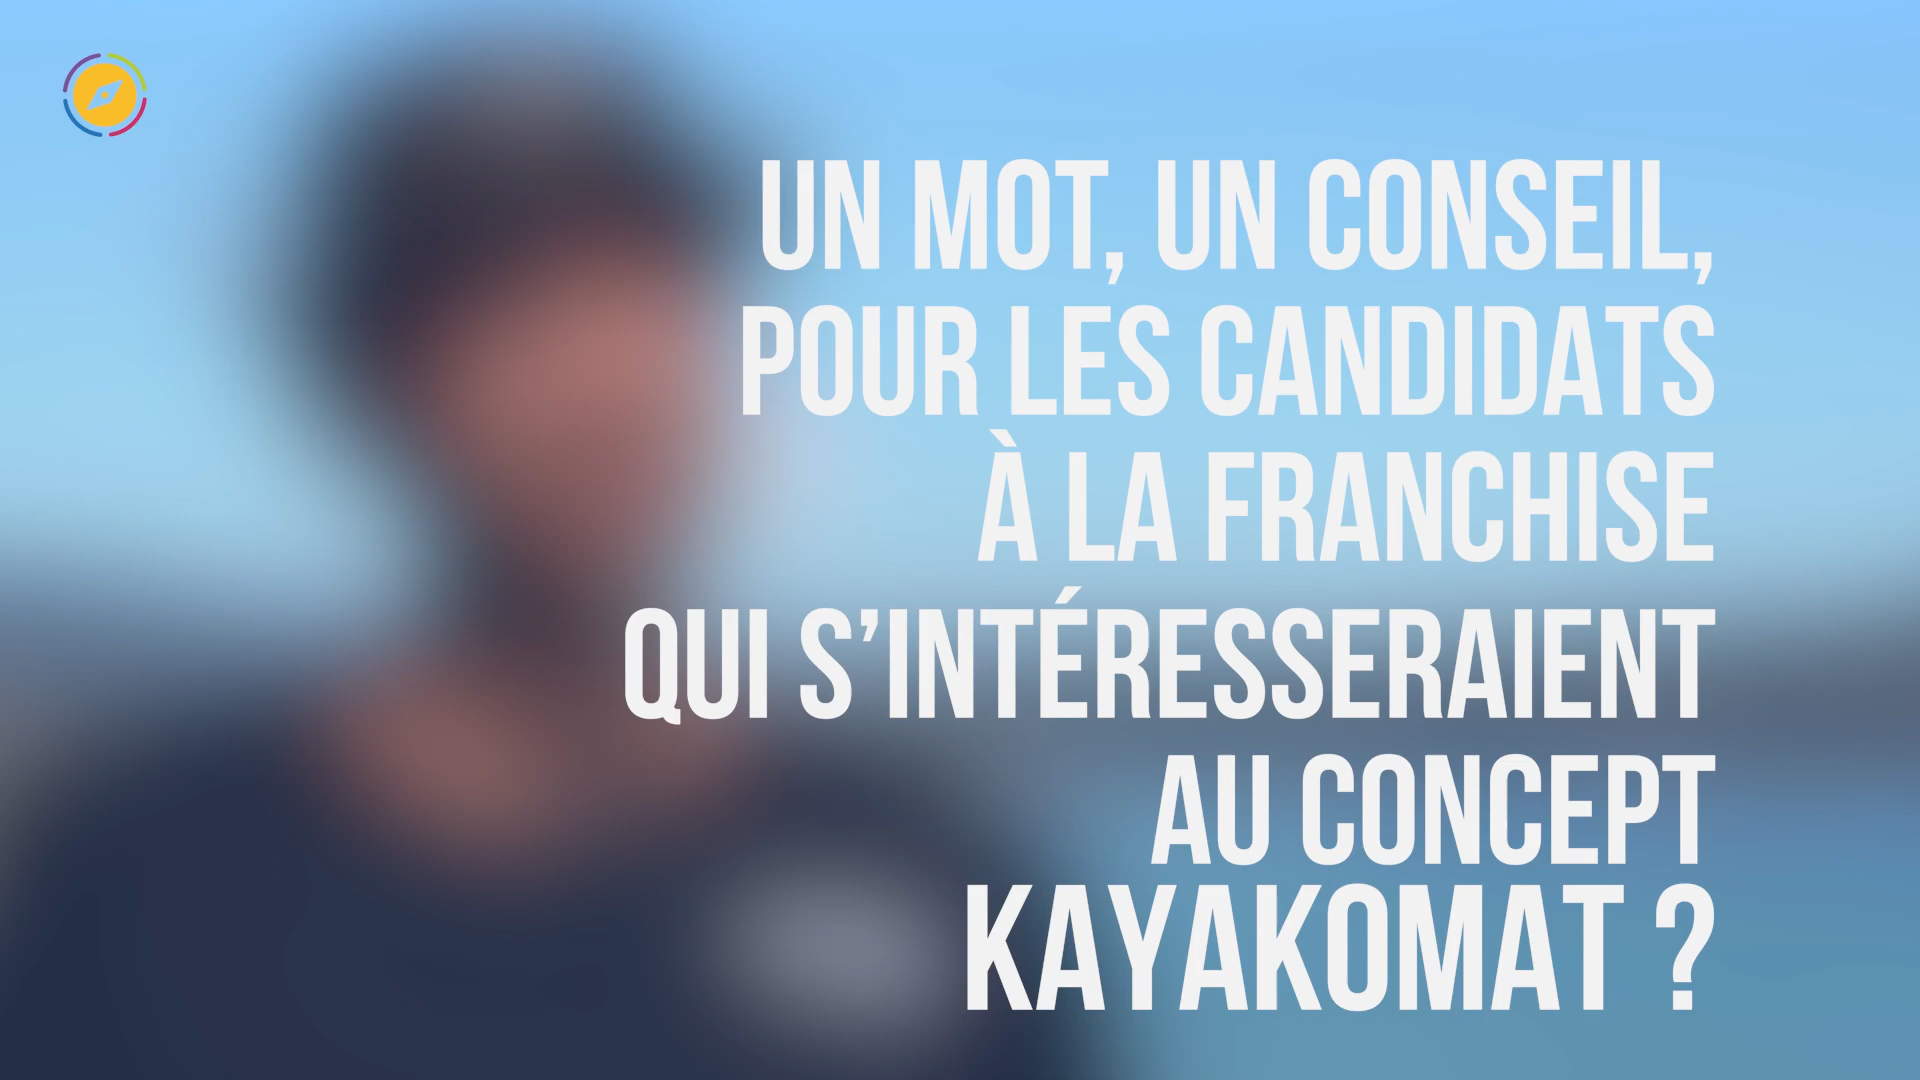 UN MOT, UN CONSEIL,
POUR LES CANDIDATS
À LA FRANCHISE
QUI S’INTÉRESSERAIENT
AU CONCEPT
KAYAKOMAT ?